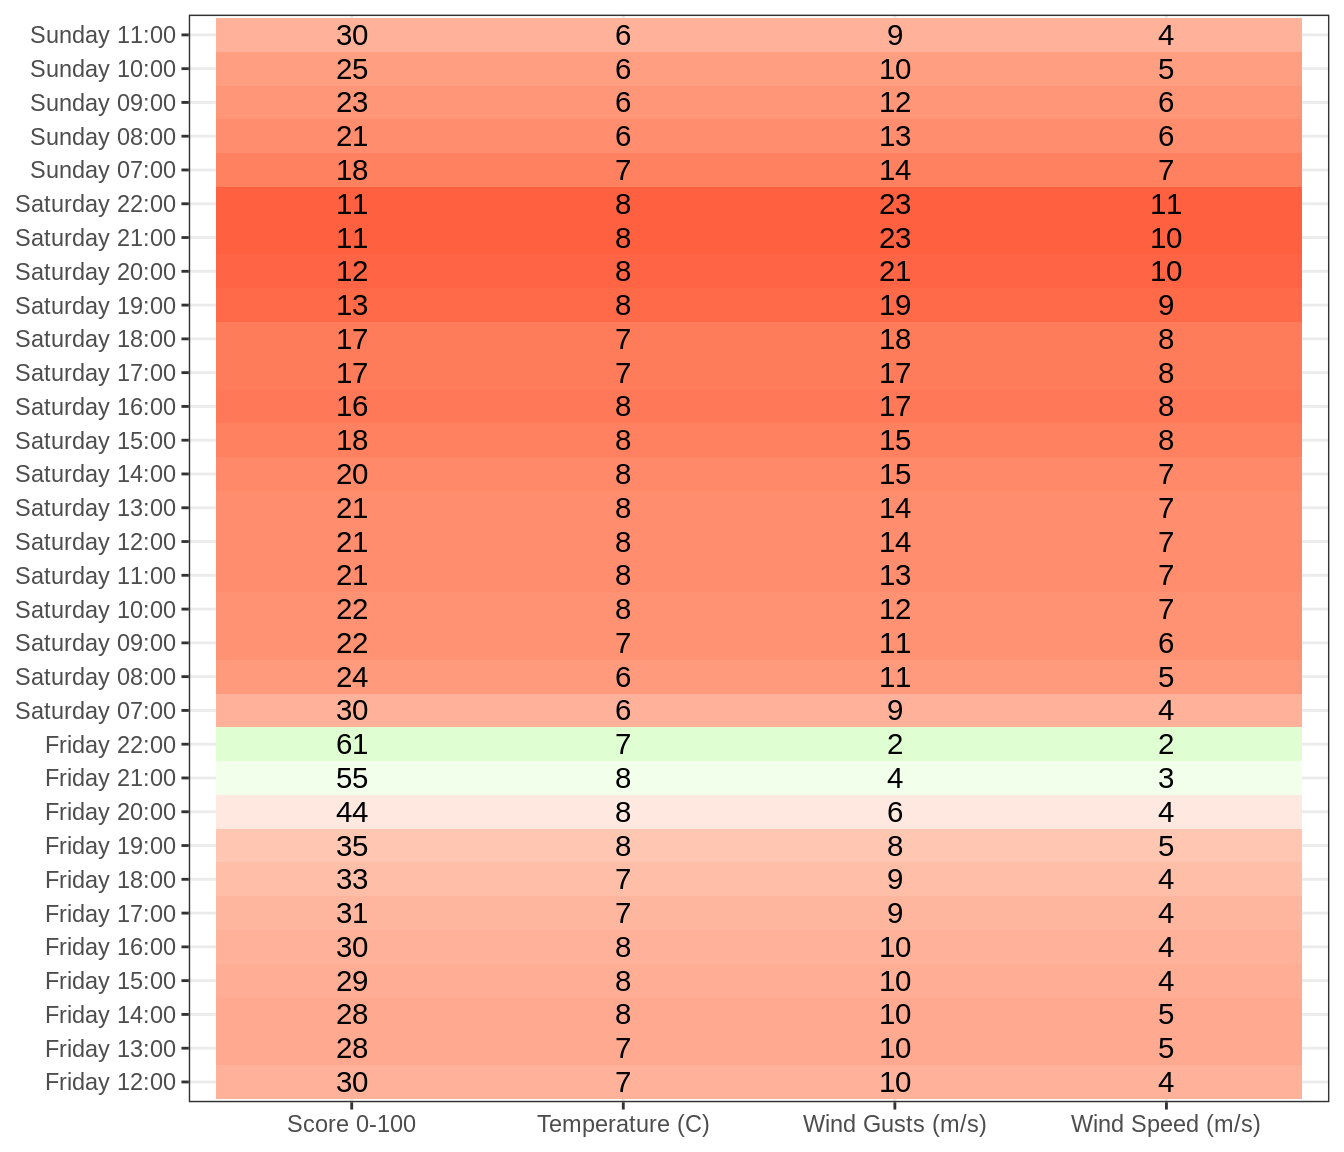 Sunday 11:00 30 6 9 4
Sunday 10:00 25 6 10 5
Sunday 09:00 23 6 12 6
Sunday 08:00 21 6 13 6
Sunday 07:00 18 7 14 7
Saturday 22:00 11 8 23 11
Saturday 21:00 11 8 23 10
Saturday 20:00 12 8 21 10
Saturday 19:00 13 8 19 9
Saturday 18:00 17 7 18 8
Saturday 17:00 17 7 17 8
Saturday 16:00 16 8 17 8
Saturday 15:00 18 8 15 8
Saturday 14:00 20 8 15 7
Saturday 13:00 21 8 14 7
Saturday 12:00 21 8 14 7
Saturday 11:00 21 8 13 7
Saturday 10:00 22 8 12 7
Saturday 09:00 22 7 11 6
Saturday 08:00 24 6 11 5
Saturday 07:00 30 6 9 4
Friday 22:00 61 7 2 2
Friday 21:00 55 8 4 3
Friday 20:00 44 8 6 4
Friday 19:00 35 8 8 5
Friday 18:00 33 7 9 4
Friday 17:00 31 7 9 4
Friday 16:00 30 8 10 4
Friday 15:00 29 8 10 4
Friday 14:00 28 8 10 5
Friday 13:00 28 7 10 5
Friday 12:00 30 7 10 4
Score 0-100 Temperature (C) Wind Gusts (m/s) Wind Speed (m/s)